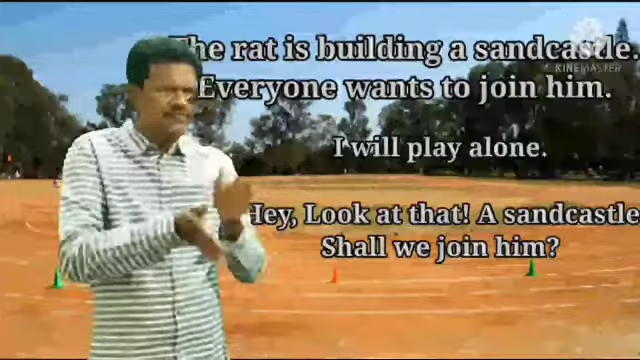 The rat is building a sandcastle.
KINEMASTER
Everyone wants to join him.
I will play alone.
Hey, Look at that! A sandcastle
Shall we join him?